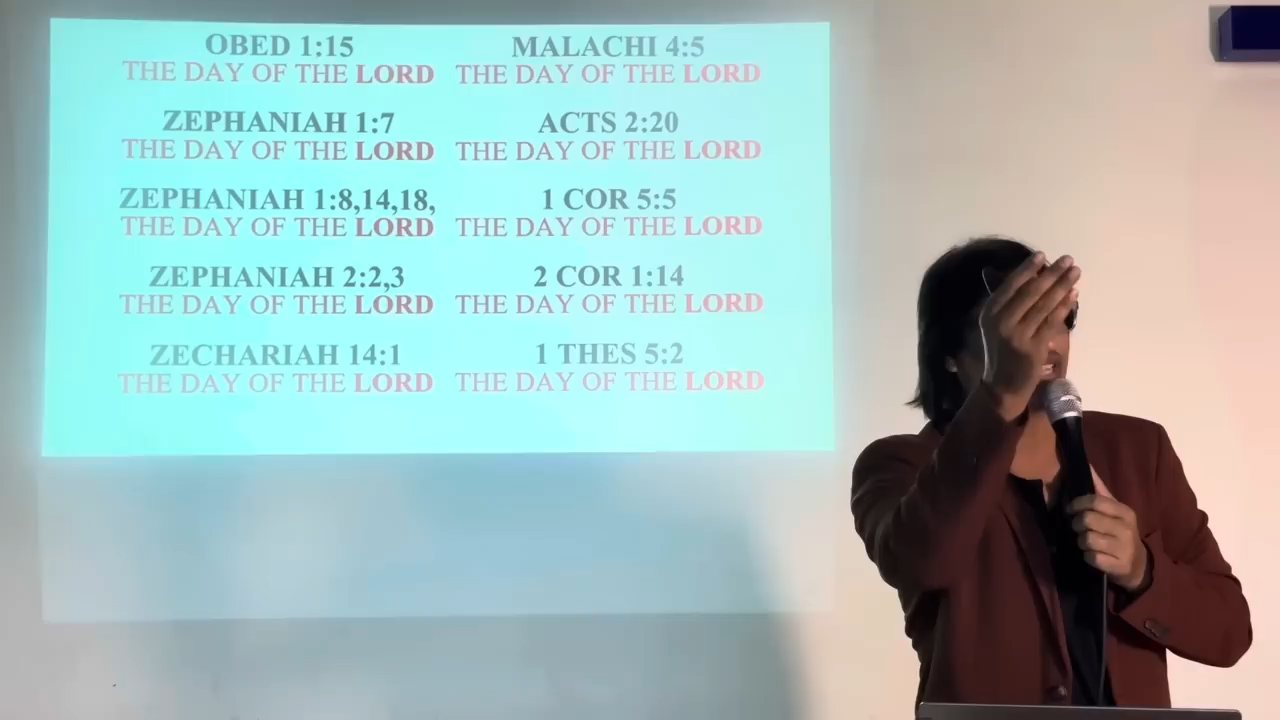 OBED 1:15
THE DAY OF THE LORD
ZEPHANIAH 1:7
THE DAY OF THE LORD
ZEPHANIAH 1:8,14,18,
THE DAY OF THE LORD
ZEPHANIAH 2:2,3
THE DAY OF THE LORD
ZECHARIAH 14:1
THE DAY OF THE LORD
MALACHI 4:5
THE DAY OF THE LORD
ACTS 2:20
THE DAY OF THE LORD
1 COR 5:5
THE DAY OF THE LORD
2 COR 1:14
THE DAY OF THE LORD
1 THES 5:2
THE DAY OF THE LORD